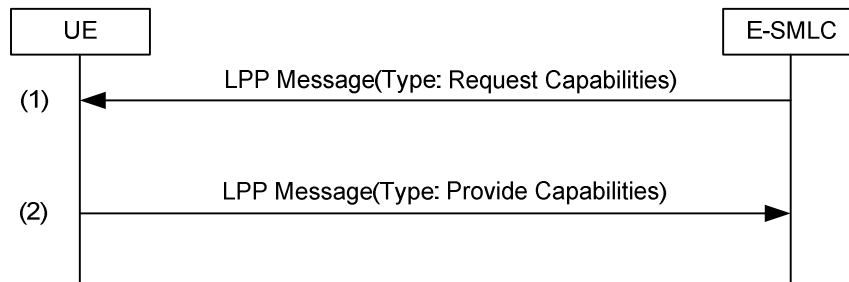 UE
E-SMLC
LPP Message(Type: Request Capabilities)
(1)
LPP Message(Type: Provide Capabilities)
(2)